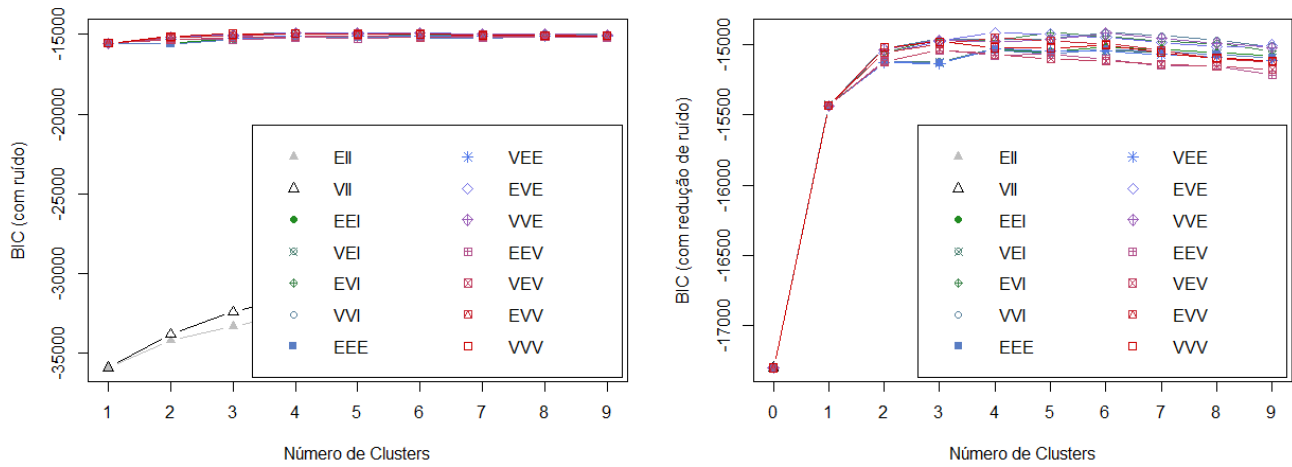 BIC (com ruído)
-15000
-20000
-25000
-30000
-35000
EII
VII
EEI
VEI
EVI
VVI
EEE
VEE
EVE
VVE
EEV
VEV
EVV
VVV
1 2 3 4 5 6 7 8 9
Número de Clusters
BIC (com redução de ruído)
-15000
-15500
-16000
-16500
-17000
EII
VII
EEI
VEI
EVI
VVI
EEE
VEE
EVE
VVE
EEV
VEV
EVV
VVV
0 1 2 3 4 5 6 7 8 9
Número de Clusters